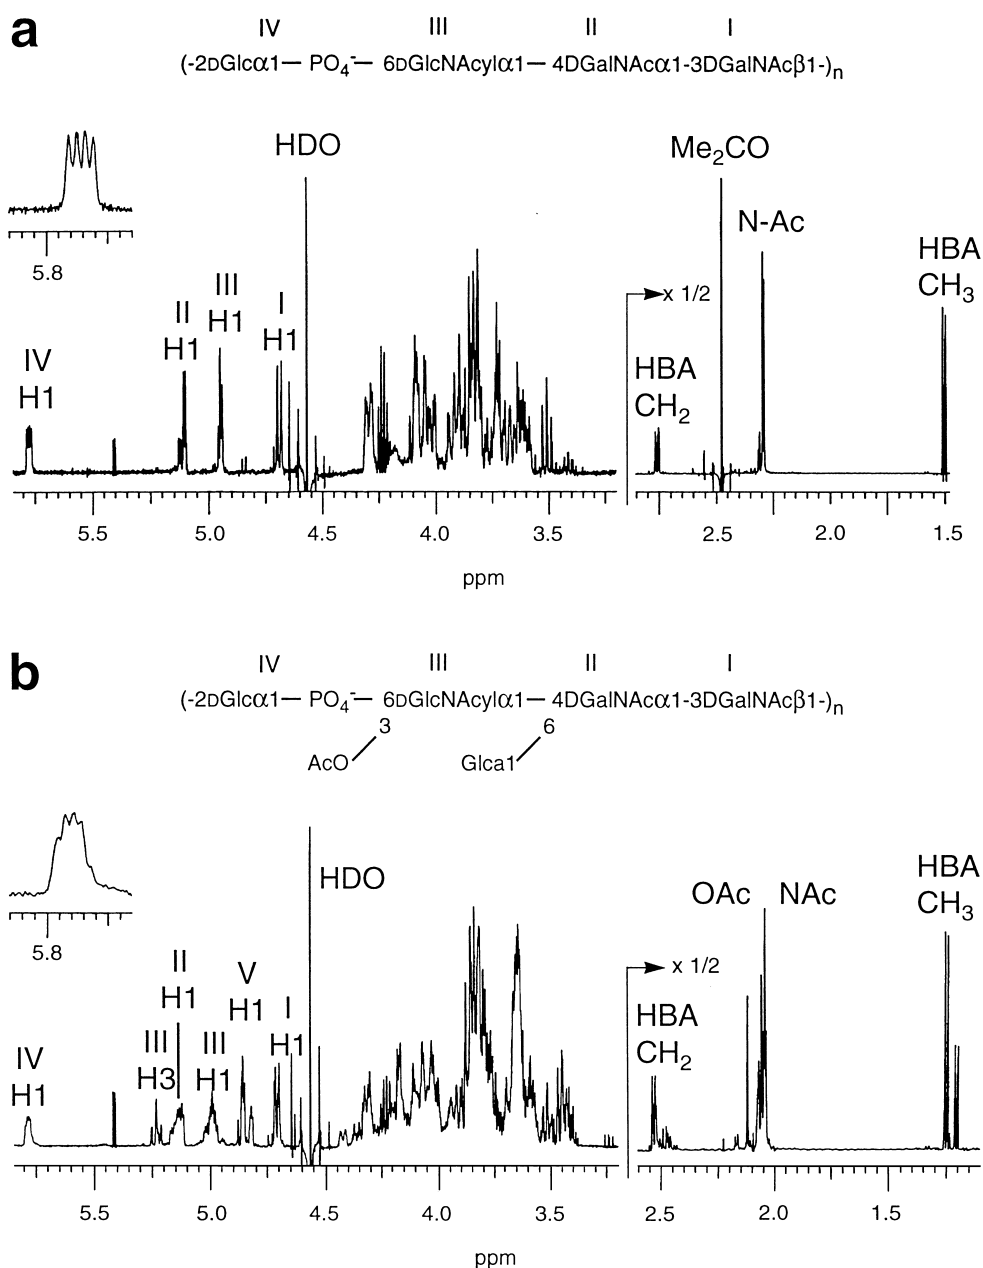 a
IV III II I
(-2DGlcα1— PO₄⁻— 6DGlcNAcylα1— 4DGalNAcα1-3DGalNAcβ1-)n
HDO
Me₂CO
N-Ac
HBA
CH₃
5.8
x 1/2
III
H1
I
H1
II
H1
IV
H1
HBA
CH₂
5.5 5.0 4.5 4.0 3.5 2.5 2.0 1.5
ppm
b
IV III II I
(-2DGlcα1— PO₄⁻— 6DGlcNAcylα1— 4DGalNAcα1-3DGalNAcβ1-)n
3 6
AcO Glca1
HDO
OAc NAc
HBA
CH₃
5.8
x 1/2
II
H1
V
H1
I
H1
III
H3
III
H1
IV
H1
HBA
CH₂
5.5 5.0 4.5 4.0 3.5 2.5 2.0 1.5
ppm